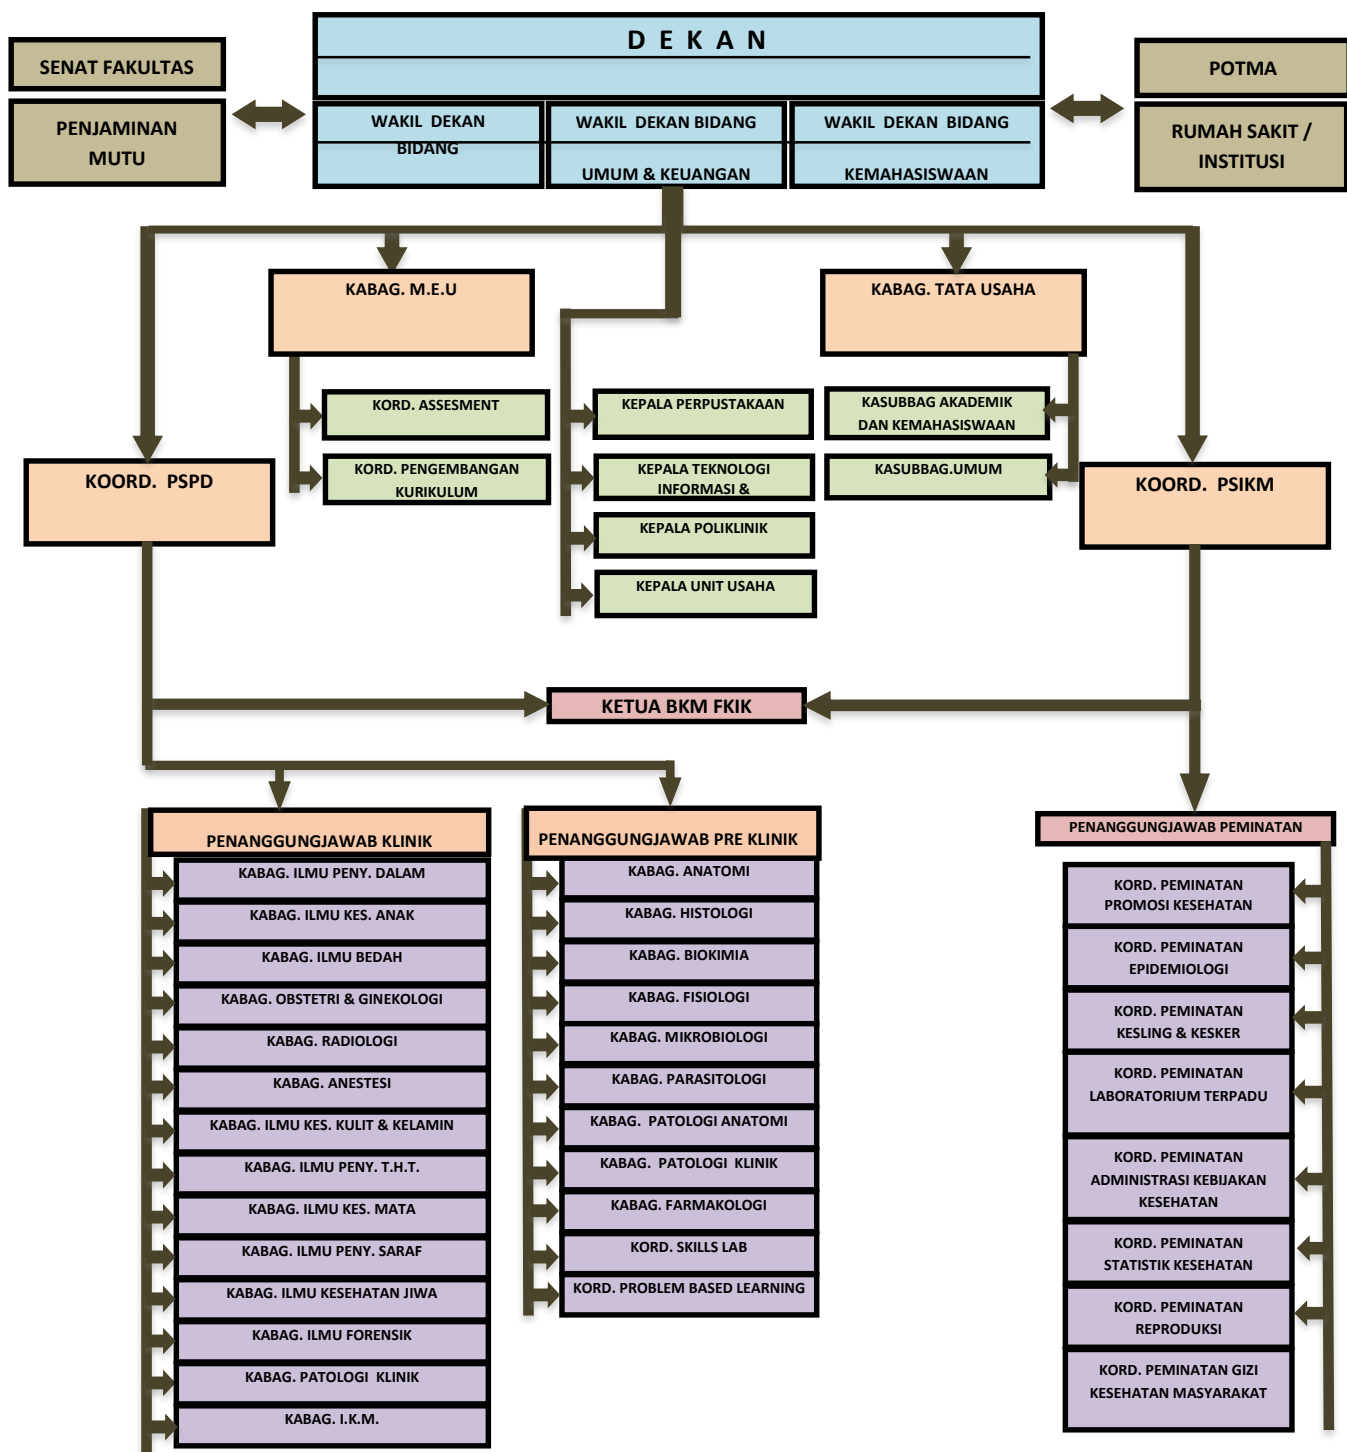 D E K A N
SENAT FAKULTAS
PENJAMINAN
MUTU
POTMA
RUMAH SAKIT /
INSTITUSI
WAKIL DEKAN
BIDANG
WAKIL DEKAN BIDANG
UMUM & KEUANGAN
WAKIL DEKAN BIDANG
KEMAHASISWAAN
KABAG. M.E.U
KABAG. TATA USAHA
KORD. ASSESMENT
KORD. PENGEMBANGAN
KURIKULUM
KEPALA PERPUSTAKAAN
KEPALA TEKNOLOGI
INFORMASI &
KEPALA POLIKLINIK
KEPALA UNIT USAHA
KASUBBAG AKADEMIK
DAN KEMAHASISWAAN
KASUBBAG.UMUM
KOORD. PSPD
KOORD. PSIKM
KETUA BKM FKIK
PENANGGUNGJAWAB KLINIK
KABAG. ILMU PENY. DALAM
KABAG. ILMU KES. ANAK
KABAG. ILMU BEDAH
KABAG. OBSTETRI & GINEKOLOGI
KABAG. RADIOLOGI
KABAG. ANESTESI
KABAG. ILMU KES. KULIT & KELAMIN
KABAG. ILMU PENY. T.H.T.
KABAG. ILMU KES. MATA
KABAG. ILMU PENY. SARAF
KABAG. ILMU KESEHATAN JIWA
KABAG. ILMU FORENSIK
KABAG. PATOLOGI KLINIK
KABAG. I.K.M.
PENANGGUNGJAWAB PRE KLINIK
KABAG. ANATOMI
KABAG. HISTOLOGI
KABAG. BIOKIMIA
KABAG. FISIOLOGI
KABAG. MIKROBIOLOGI
KABAG. PARASITOLOGI
KABAG. PATOLOGI ANATOMI
KABAG. PATOLOGI KLINIK
KABAG. FARMAKOLOGI
KORD. SKILLS LAB
KORD. PROBLEM BASED LEARNING
PENANGGUNGJAWAB PEMINATAN
KORD. PEMINATAN
PROMOSI KESEHATAN
KORD. PEMINATAN
EPIDEMIOLOGI
KORD. PEMINATAN
KESLING & KESKER
KORD. PEMINATAN
LABORATORIUM TERPADU
KORD. PEMINATAN
ADMINISTRASI KEBIJAKAN
KESEHATAN
KORD. PEMINATAN
STATISTIK KESEHATAN
KORD. PEMINATAN
REPRODUKSI
KORD. PEMINATAN GIZI
KESEHATAN MASYARAKAT